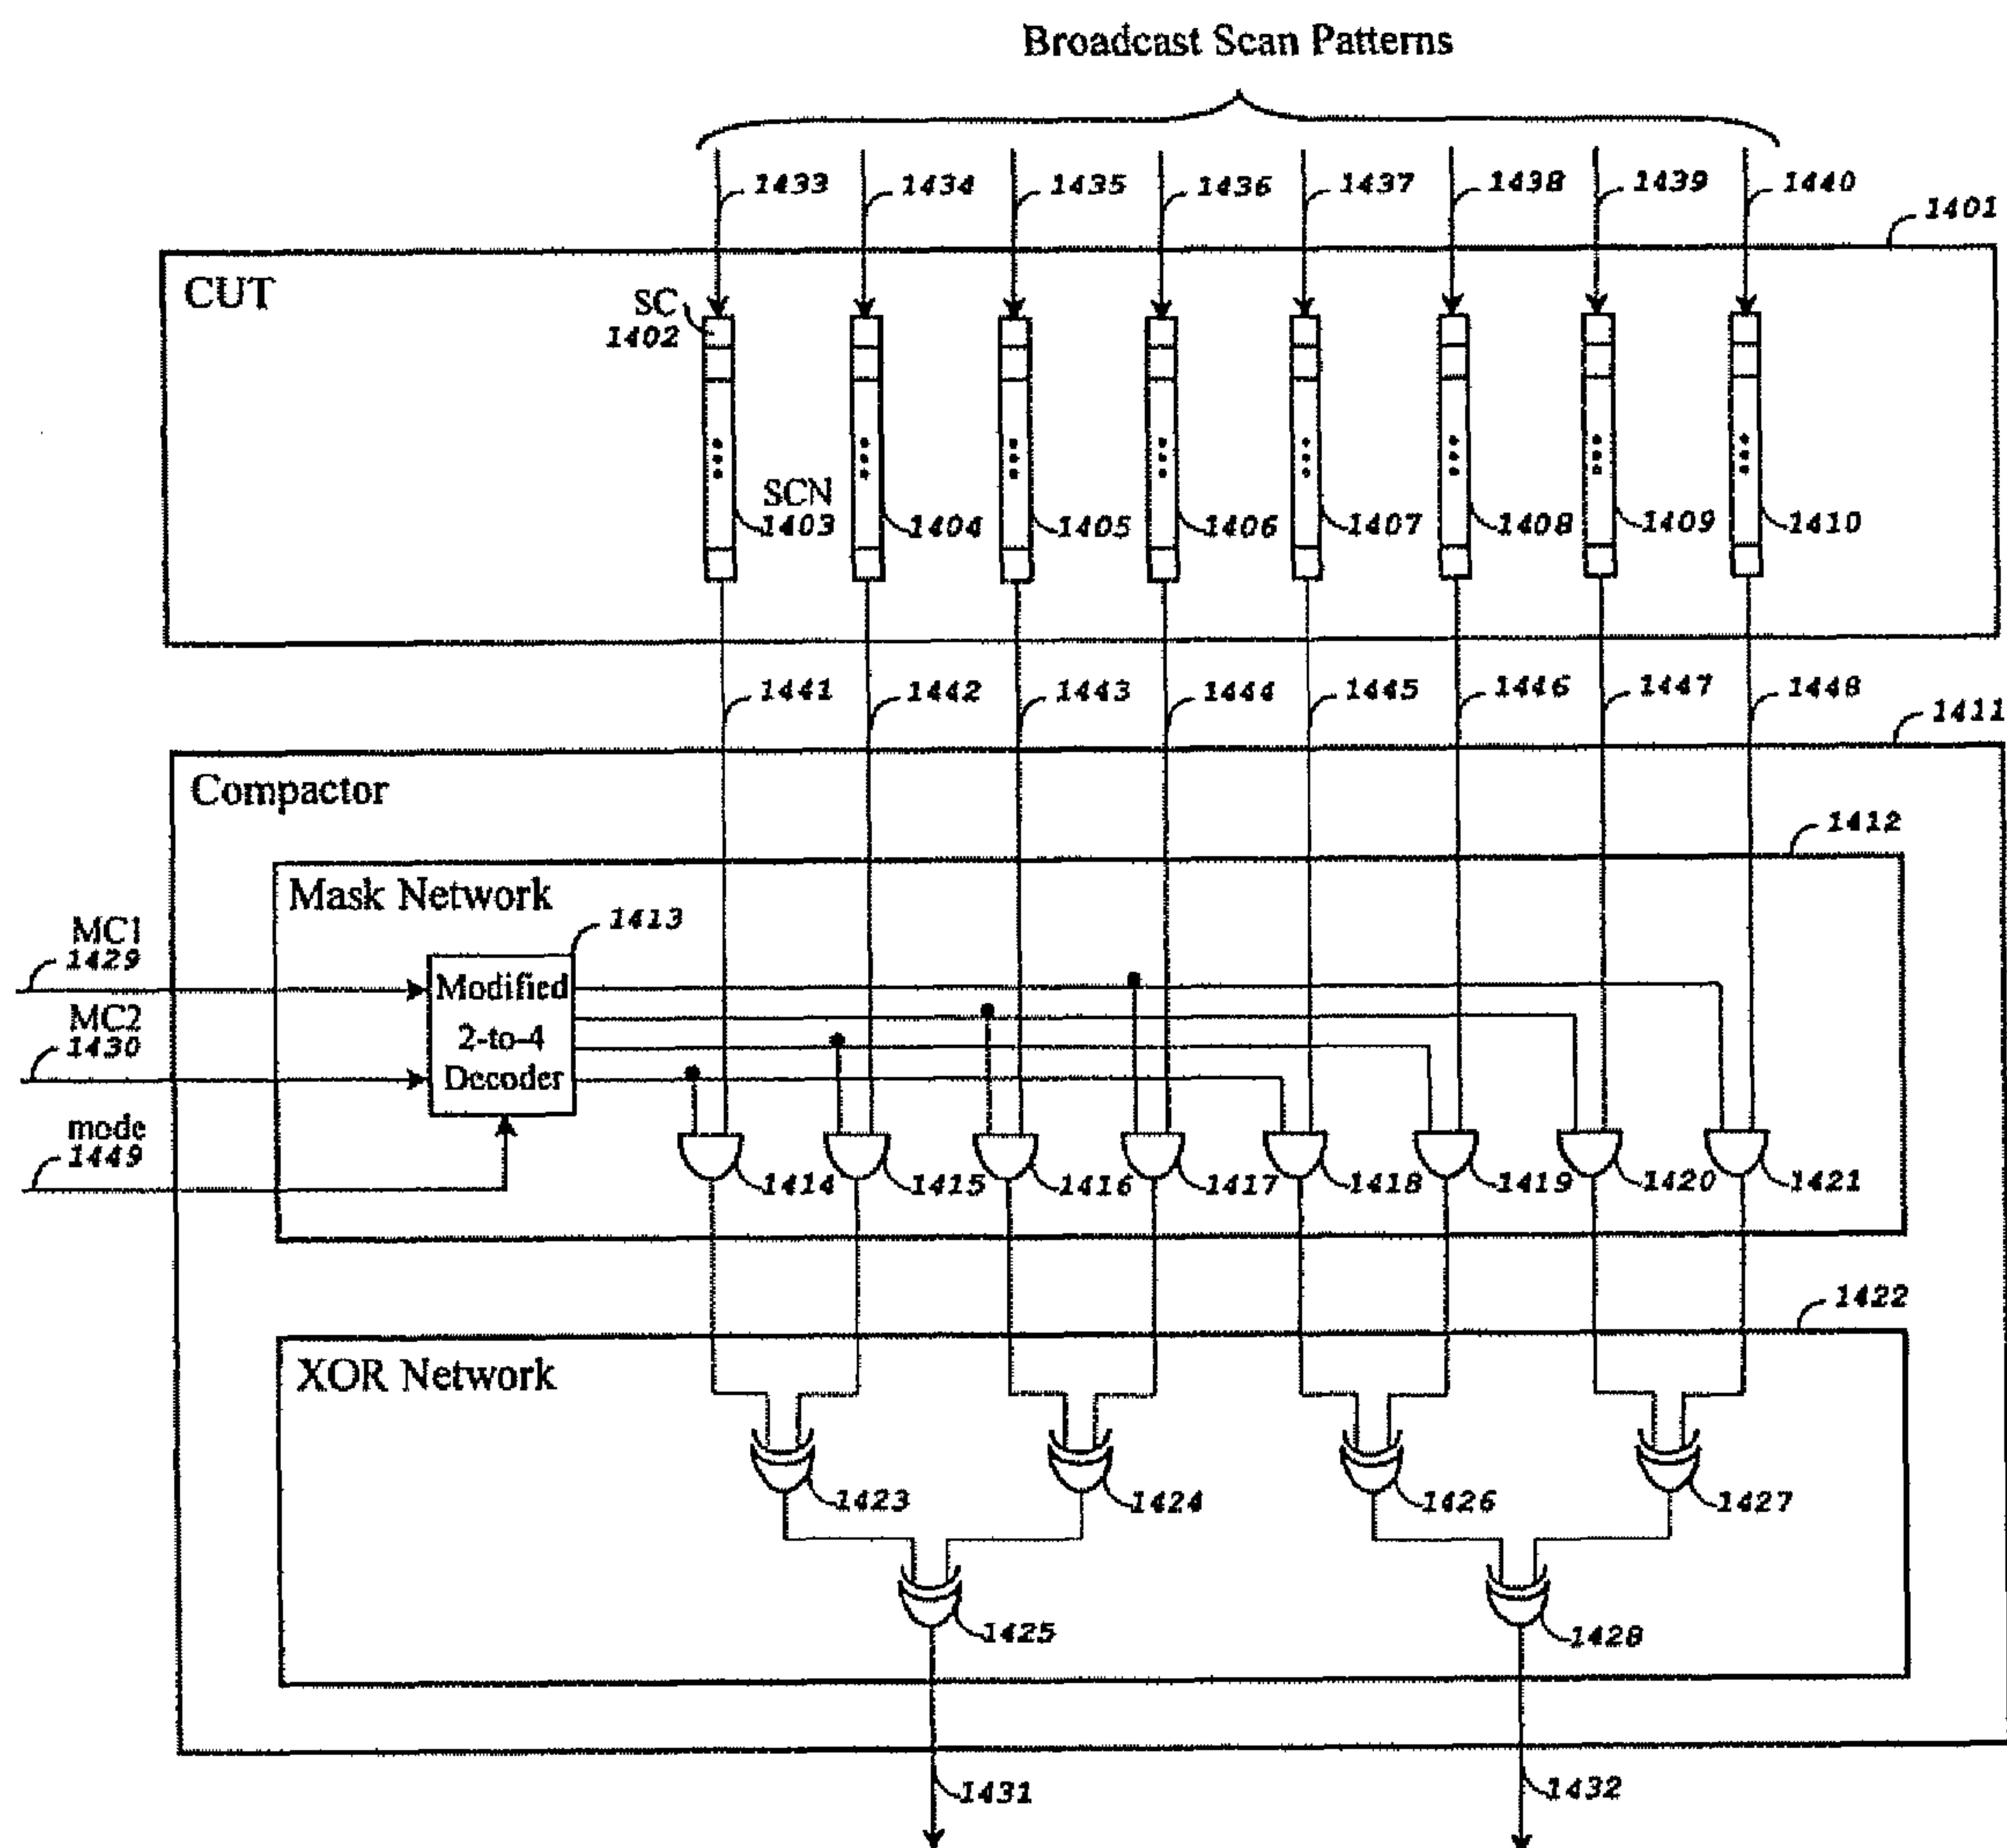 Broadcast Scan Patterns
1433 1434 1435 1436 1437 1438 1439 1440
1401
CUT
SC
1402
SCN
1403 1404 1405 1406 1407 1408 1409 1410
1441 1442 1443 1444 1445 1446 1447 1448
1411
Compactor
1412
Mask Network
1413
MC1
1429
MC2
1430
mode
1449
Modified
2-to-4
Decoder
1414 1415 1416 1417 1418 1419 1420 1421
1422
XOR Network
1423 1424 1426 1427
1425 1428
1431 1432